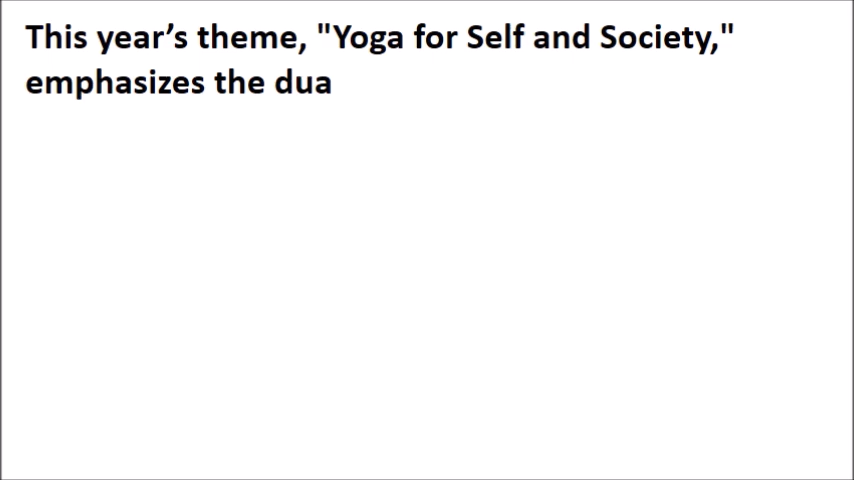 This year’s theme, "Yoga for Self and Society,"
emphasizes the dua